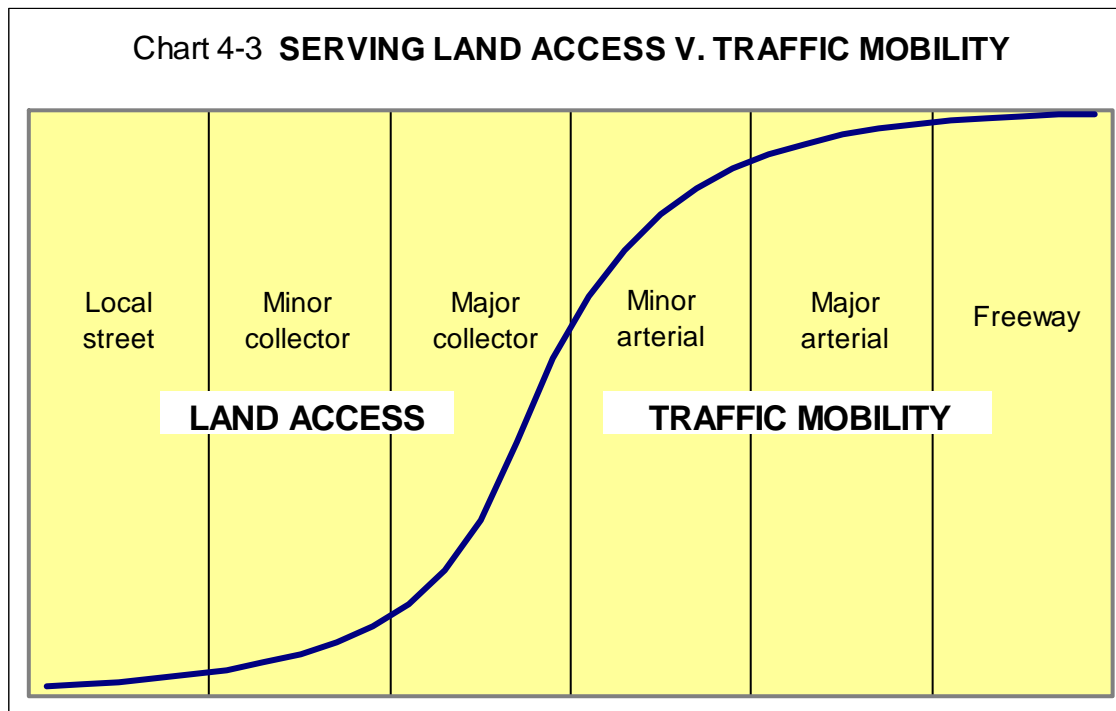 Chart 4-3 SERVING LAND ACCESS V. TRAFFIC MOBILITY
Local
street
Minor
collector
Major
collector
Minor
arterial
Major
arterial
Freeway
LAND ACCESS
TRAFFIC MOBILITY